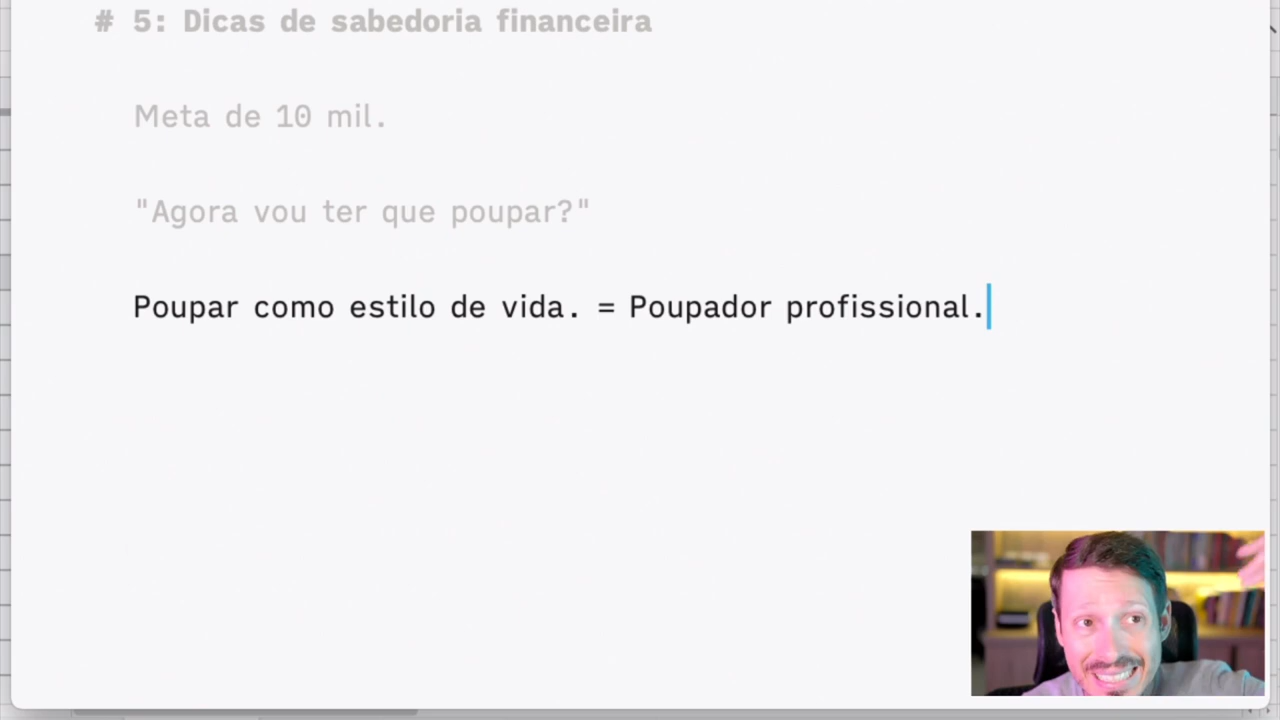 # 5: Dicas de sabedoria financeira
Meta de 10 mil.
"Agora vou ter que poupar?"
Poupar como estilo de vida. = Poupador profissional.